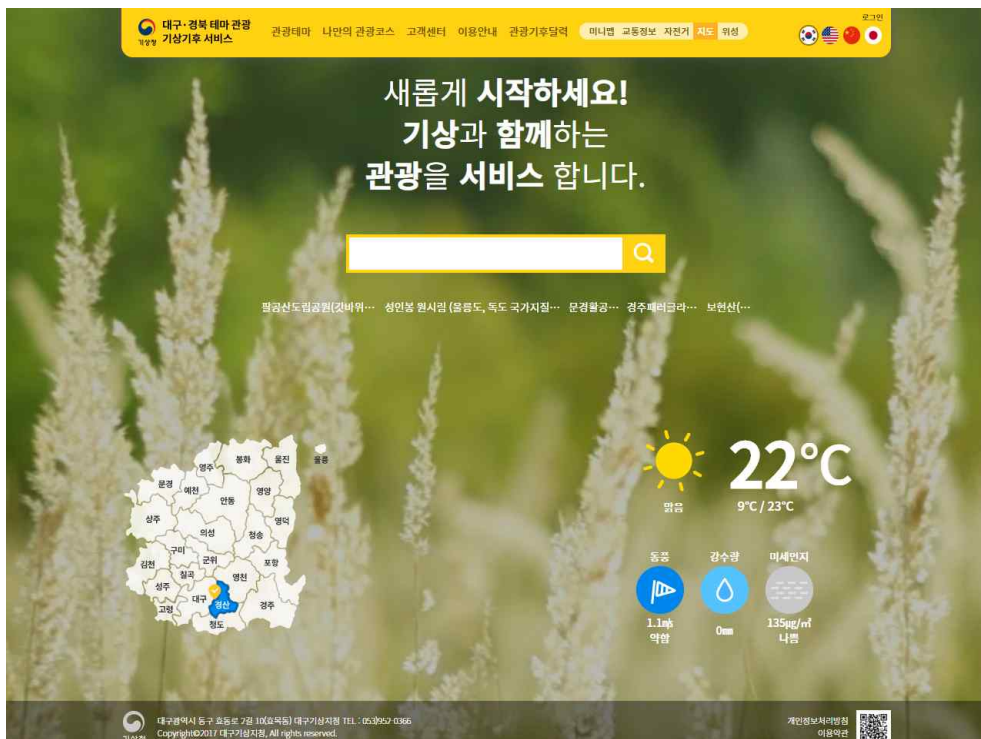 로그인
기상청
대구·경북 테마 관광
기상기후 서비스
관광테마 나만의 관광코스 고객센터 이용안내 관광기후달력 미니맵 교통정보 자전거 지도 위성
새롭게 시작하세요!
기상과 함께하는
관광을 서비스 합니다.
팔공산도립공원(갓바위··· 성인봉 원시림 (울릉도, 독도 국가지질··· 문경활공··· 경주패러글라··· 보현산(···
봉화 울진 울릉
영주
문경 예천 안동 영양
상주 의성 청송 영덕
구미 군위 포항
김천 칠곡 영천
성주 대구 경산 경주
고령 청도
22°C
맑음 9°C / 23°C
동풍 강수량 미세먼지
1.1㎧ 0㎜ 135㎍/㎥
약함 나쁨
대구광역시 동구 효동로 2길 10(효목동) 대구기상지청 TEL : 053)952-0366
Copyright©2017 대구기상지청, All rights reserved.
개인정보처리방침
이용약관
기상청